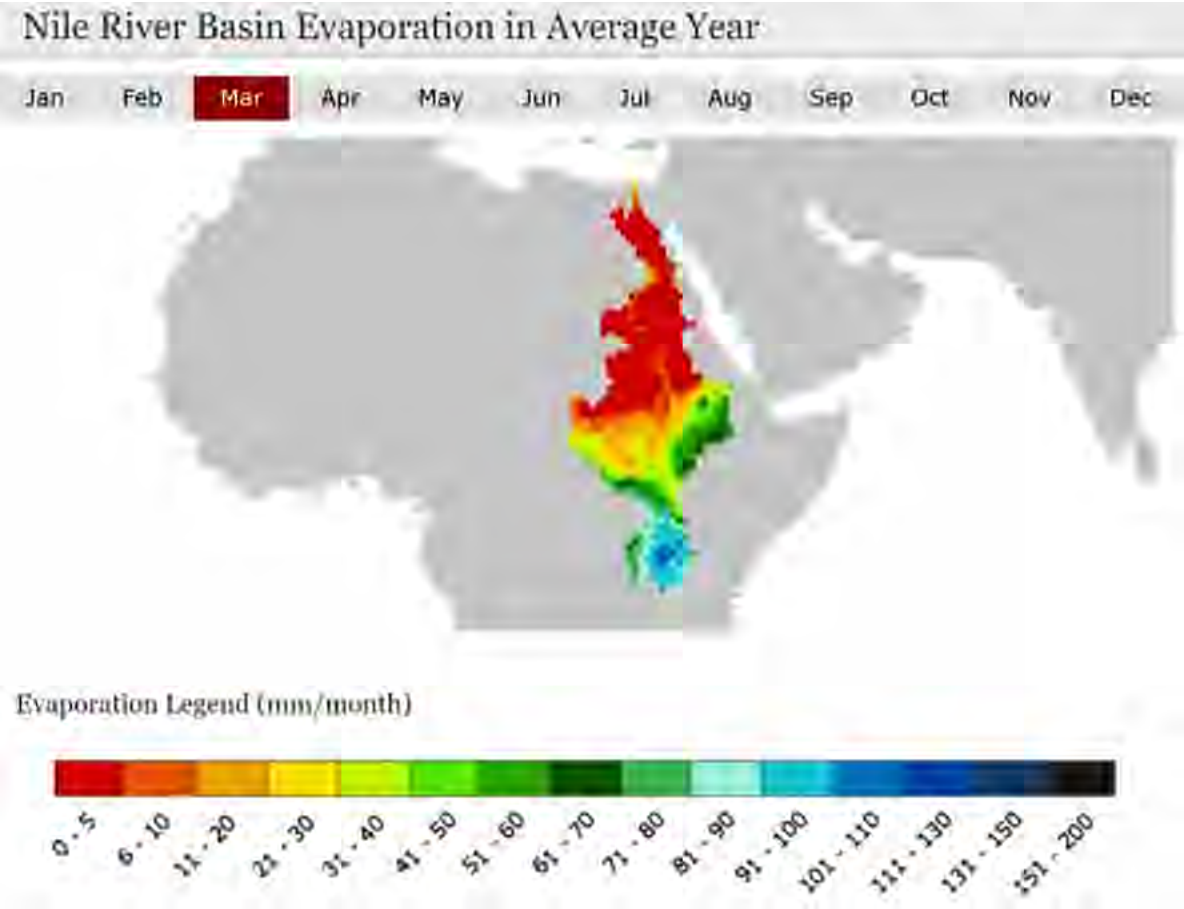 Nile River Basin Evaporation in Average Year
Jan Feb Mar Apr May Jun Jul Aug Sep Oct Nov Dec
Evaporation Legend (mm/month)
0 - 5 6 - 10 11 - 20 21 - 30 31 - 40 41 - 50 51 - 60 61 - 70 71 - 80 81 - 90 91 - 100 101 - 110 111 - 130 131 - 150 151 - 200